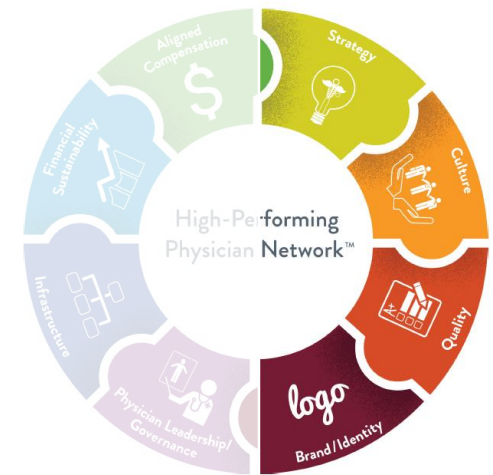 Aligned
Compensation
$
Strategy
Financial
Sustainability
Culture
High-Performing
Physician Network™
Infrastructure
Quality
Physician Leadership/
Governance
logo
Brand/Identity